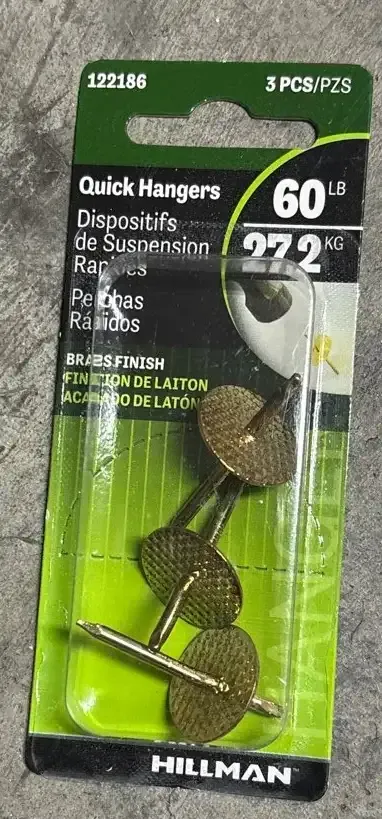 122186
3 PCS/PZS
Quick Hangers
60 LB
27.2 KG
Dispositifs
de Suspension
Rapides
Perchas
Rápidos
BRASS FINISH
FINITION DE LAITON
ACABADO DE LATÓN
HILLMAN